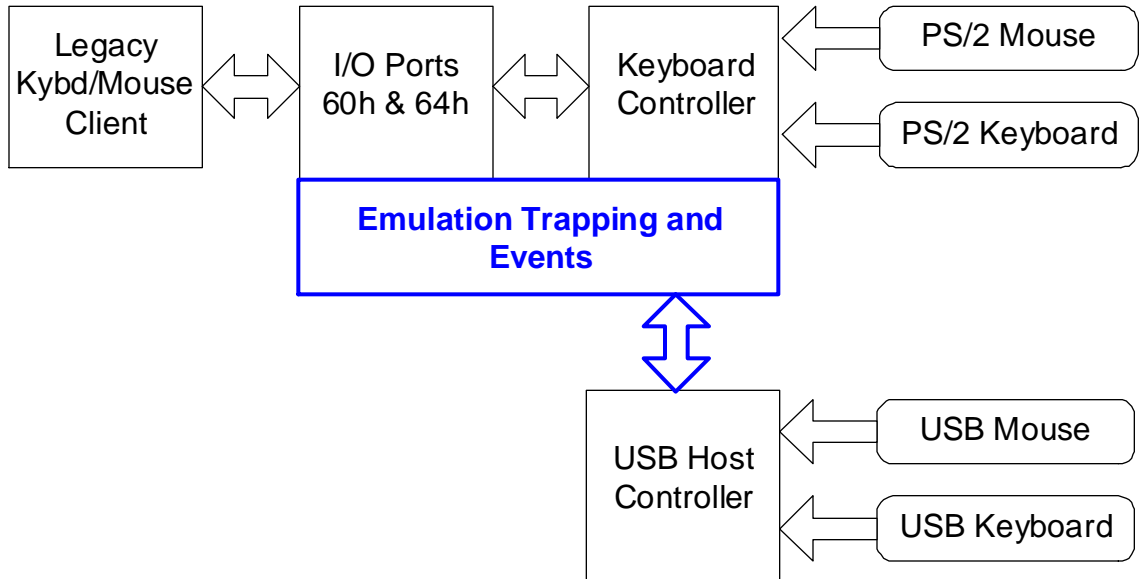 Legacy
Kybd/Mouse
Client
I/O Ports
60h & 64h
Keyboard
Controller
PS/2 Mouse
PS/2 Keyboard
Emulation Trapping and
Events
USB Host
Controller
USB Mouse
USB Keyboard